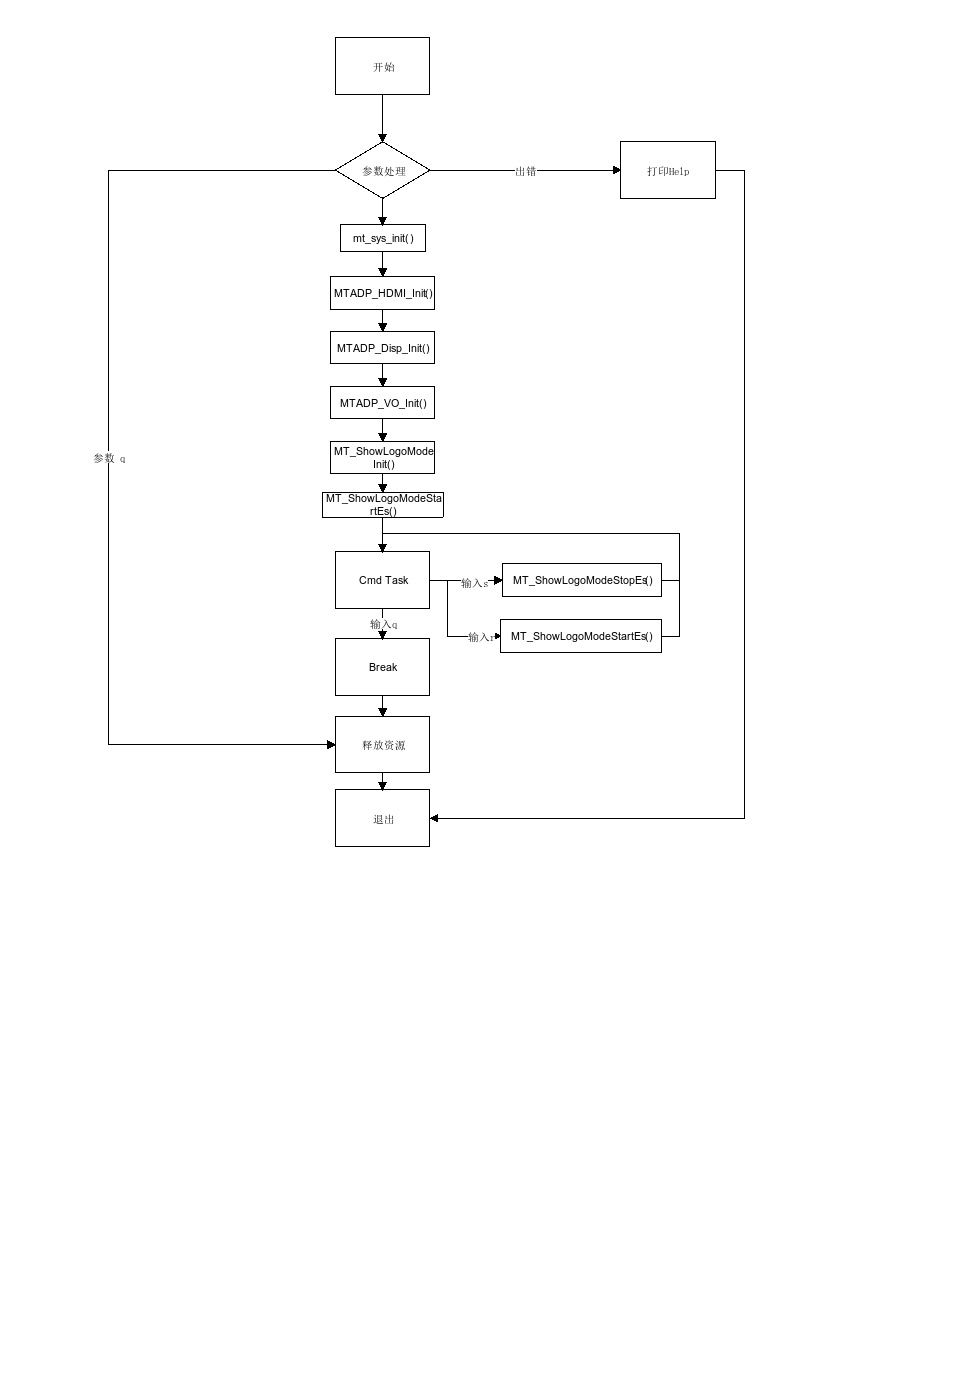 开始
参数处理
出错
打印Help
mt_sys_init()
MTADP_HDMI_Init()
MTADP_Disp_Init()
MTADP_VO_Init()
MT_ShowLogoMode
Init()
参数 q
MT_ShowLogoModeSta
rtEs()
Cmd Task
输入s
MT_ShowLogoModeStopEs()
输入q
输入r
MT_ShowLogoModeStartEs()
Break
释放资源
退出